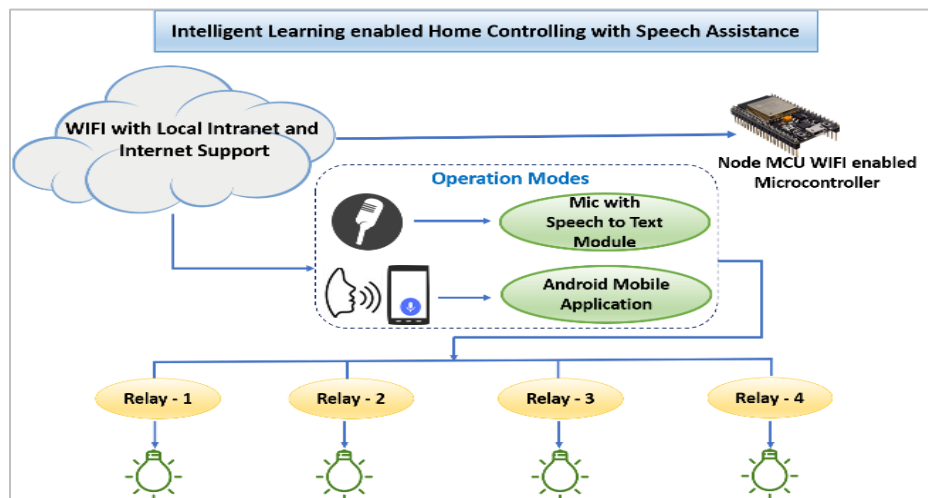 Intelligent Learning enabled Home Controlling with Speech Assistance
WIFI with Local Intranet and
Internet Support
Node MCU WIFI enabled
Microcontroller
Operation Modes
Mic with
Speech to Text
Module
Android Mobile
Application
Relay - 1
Relay - 2
Relay - 3
Relay - 4